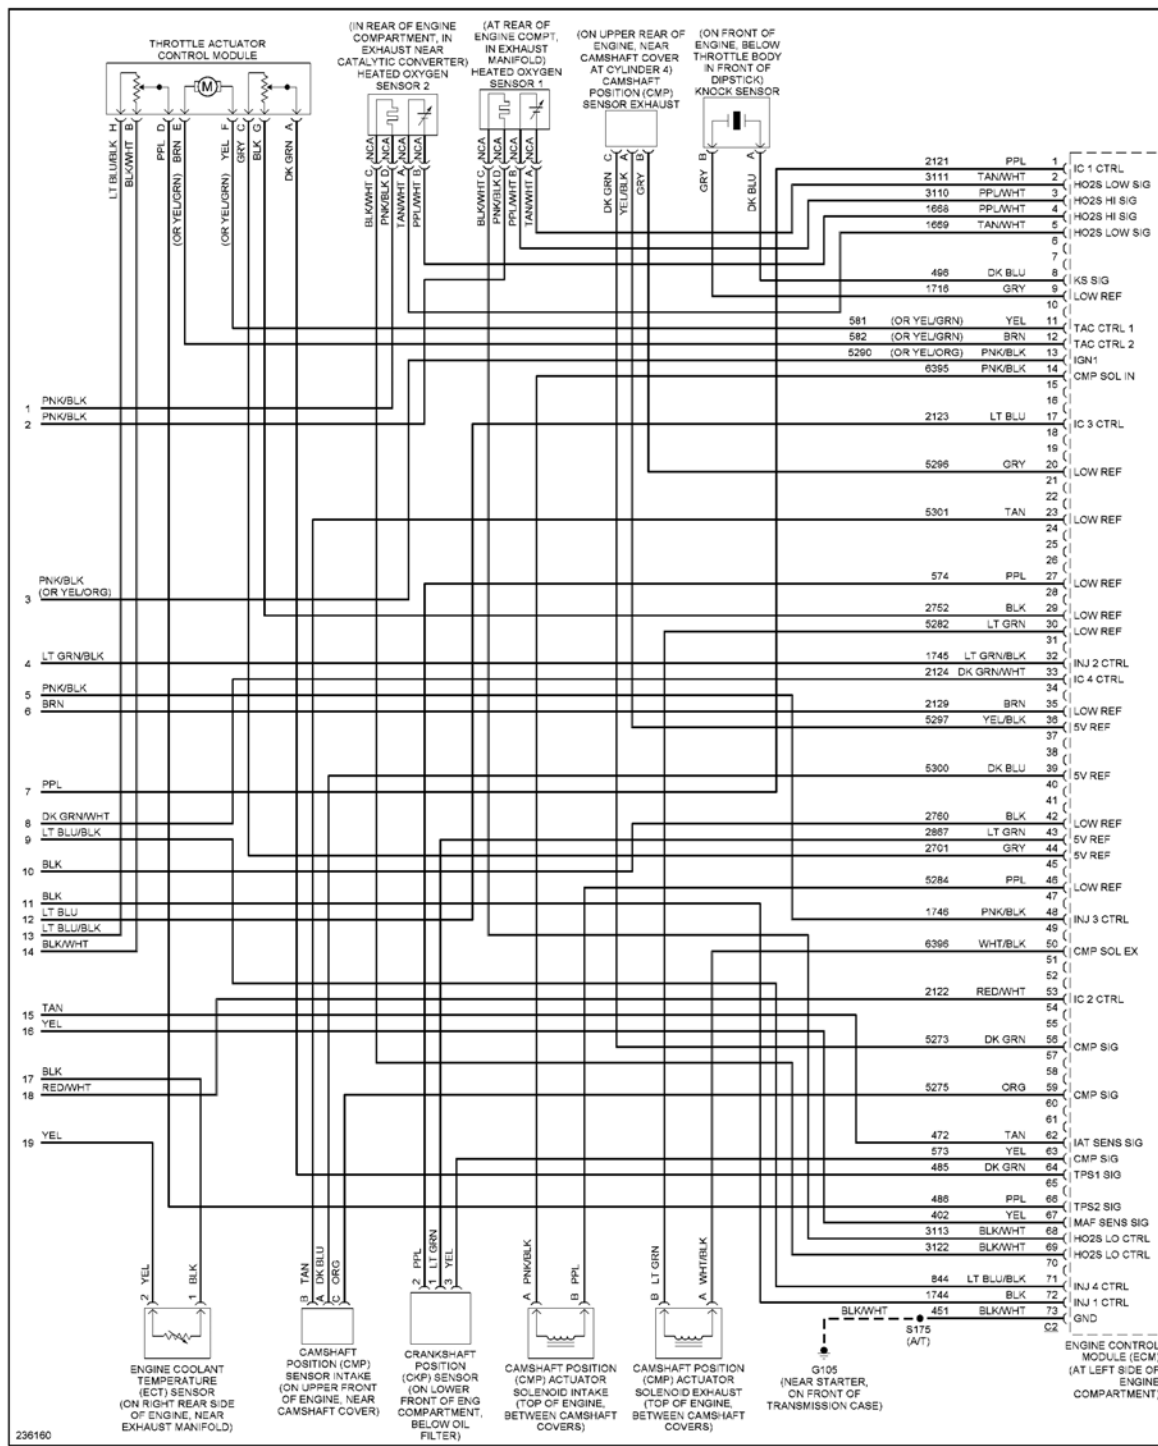 THROTTLE ACTUATOR
CONTROL MODULE
(IN REAR OF ENGINE
COMPARTMENT, IN
EXHAUST NEAR
CATALYTIC CONVERTER)
HEATED OXYGEN
SENSOR 2
(AT REAR OF
ENGINE COMPT,
IN EXHAUST
MANIFOLD)
HEATED OXYGEN
SENSOR 1
(ON UPPER REAR OF
ENGINE, NEAR
CAMSHAFT COVER
AT CYLINDER 4)
CAMSHAFT
POSITION (CMP)
SENSOR EXHAUST
(ON FRONT OF
ENGINE, BELOW
THROTTLE BODY
IN FRONT OF
DIPSTICK)
KNOCK SENSOR
M
LT BLU/BLK H
BLK/WHT B
PPL D
(OR YEL/GRN) BRN E
(OR YEL/GRN) YEL F
GRY C
BLK G
DK GRN A
BLK/WHT C NCA
PNK/BLK D NCA
TAN/WHT A NCA
PPL/WHT B NCA
BLK/WHT C NCA
PNK/BLK D NCA
PPL/WHT B NCA
TAN/WHT A NCA
DK GRN C
YEL/BLK A
GRY B
GRY B
DK BLU A
2121 PPL 1 IC 1 CTRL
3111 TAN/WHT 2 HO2S LOW SIG
3110 PPL/WHT 3 HO2S HI SIG
1668 PPL/WHT 4 HO2S HI SIG
1669 TAN/WHT 5 HO2S LOW SIG
6
7
496 DK BLU 8 KS SIG
1716 GRY 9 LOW REF
10
581 (OR YEL/GRN) YEL 11 TAC CTRL 1
582 (OR YEL/GRN) BRN 12 TAC CTRL 2
5290 (OR YEL/ORG) PNK/BLK 13 IGN1
6395 PNK/BLK 14 CMP SOL IN
15
16
2123 LT BLU 17 IC 3 CTRL
18
19
5296 GRY 20 LOW REF
21
22
5301 TAN 23 LOW REF
24
25
26
574 PPL 27 LOW REF
28
2752 BLK 29 LOW REF
5282 LT GRN 30 LOW REF
31
1745 LT GRN/BLK 32 INJ 2 CTRL
2124 DK GRN/WHT 33 IC 4 CTRL
34
2129 BRN 35 LOW REF
5297 YEL/BLK 36 5V REF
37
38
5300 DK BLU 39 5V REF
40
41
2760 BLK 42 LOW REF
2867 LT GRN 43 5V REF
2701 GRY 44 5V REF
45
5284 PPL 46 LOW REF
47
1746 PNK/BLK 48 INJ 3 CTRL
49
6396 WHT/BLK 50 CMP SOL EX
51
52
2122 RED/WHT 53 IC 2 CTRL
54
55
5273 DK GRN 56 CMP SIG
57
58
5275 ORG 59 CMP SIG
60
61
472 TAN 62 IAT SENS SIG
573 YEL 63 CMP SIG
485 DK GRN 64 TPS1 SIG
65
486 PPL 66 TPS2 SIG
402 YEL 67 MAF SENS SIG
3113 BLK/WHT 68 HO2S LO CTRL
3122 BLK/WHT 69 HO2S LO CTRL
70
844 LT BLU/BLK 71 INJ 4 CTRL
1744 BLK 72 INJ 1 CTRL
451 BLK/WHT 73 GND
C2
ENGINE CONTROL
MODULE (ECM)
(AT LEFT SIDE OF
ENGINE
COMPARTMENT)
1 PNK/BLK
2 PNK/BLK
3 PNK/BLK
(OR YEL/ORG)
4 LT GRN/BLK
5 PNK/BLK
6 BRN
7 PPL
8 DK GRN/WHT
9 LT BLU/BLK
10 BLK
11 BLK
12 LT BLU
13 LT BLU/BLK
14 BLK/WHT
15 TAN
16 YEL
17 BLK
18 RED/WHT
19 YEL
2 YEL
1 BLK
B TAN
A DK BLU
C ORG
2 PPL
1 LT GRN
3 YEL
A PNK/BLK
B PPL
B LT GRN
A WHT/BLK
BLK/WHT
S175
(A/T)
G105
(NEAR STARTER,
ON FRONT OF
TRANSMISSION CASE)
ENGINE COOLANT
TEMPERATURE
(ECT) SENSOR
(ON RIGHT REAR SIDE
OF ENGINE, NEAR
EXHAUST MANIFOLD)
CAMSHAFT
POSITION (CMP)
SENSOR INTAKE
(ON UPPER FRONT
OF ENGINE, NEAR
CAMSHAFT COVER)
CRANKSHAFT
POSITION
(CKP) SENSOR
(ON LOWER
FRONT OF ENG
COMPARTMENT,
BELOW OIL
FILTER)
CAMSHAFT POSITION
(CMP) ACTUATOR
SOLENOID INTAKE
(TOP OF ENGINE,
BETWEEN CAMSHAFT
COVERS)
CAMSHAFT POSITION
(CMP) ACTUATOR
SOLENOID EXHAUST
(TOP OF ENGINE,
BETWEEN CAMSHAFT
COVERS)
236160